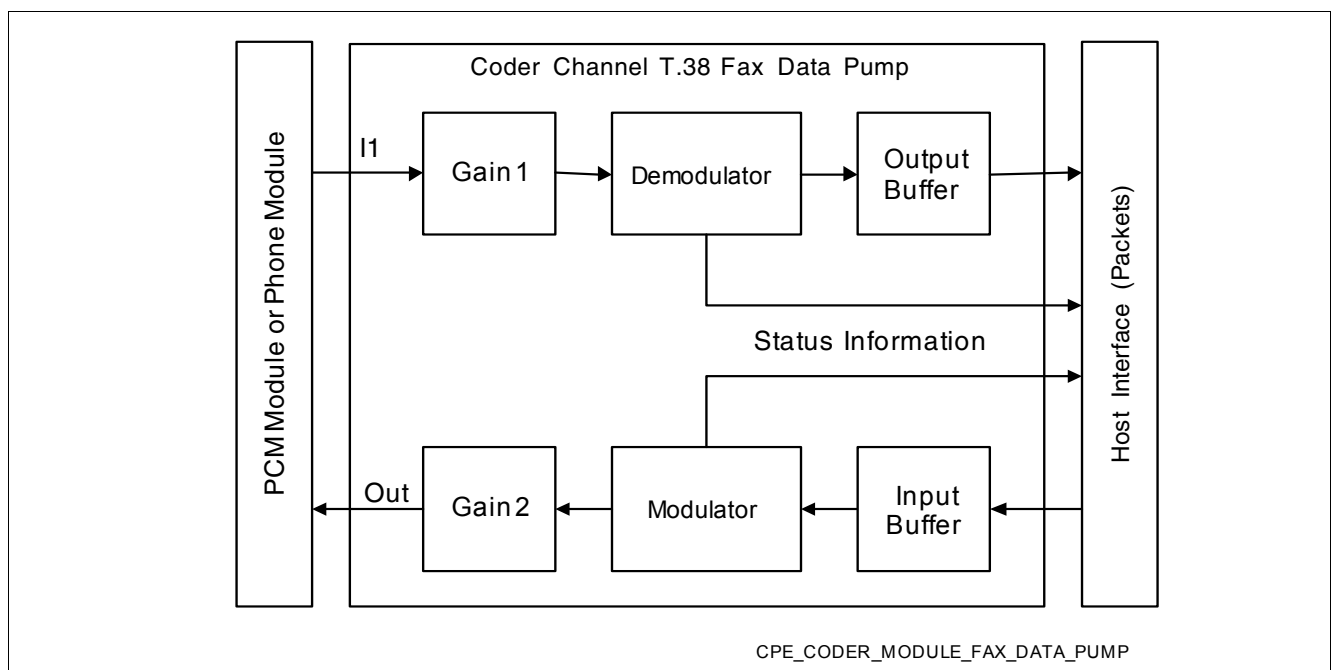 Coder Channel T.38 Fax Data Pump
PCM Module or Phone Module
I1
Gain 1
Demodulator
Output
Buffer
Status Information
Out
Gain 2
Modulator
Input
Buffer
Host Interface (Packets)
CPE_CODER_MODULE_FAX_DATA_PUMP